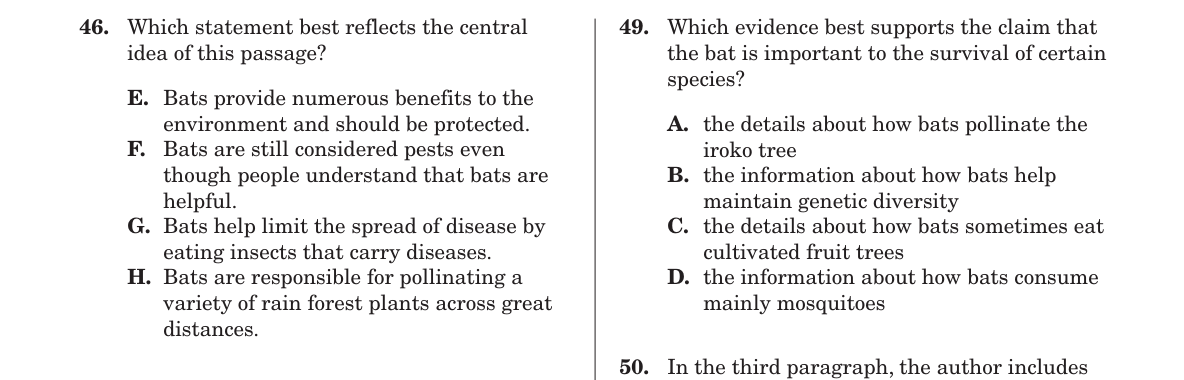 46. Which statement best reflects the central
idea of this passage?
E. Bats provide numerous benefits to the
environment and should be protected.
F. Bats are still considered pests even
though people understand that bats are
helpful.
G. Bats help limit the spread of disease by
eating insects that carry diseases.
H. Bats are responsible for pollinating a
variety of rain forest plants across great
distances.
49. Which evidence best supports the claim that
the bat is important to the survival of certain
species?
A. the details about how bats pollinate the
iroko tree
B. the information about how bats help
maintain genetic diversity
C. the details about how bats sometimes eat
cultivated fruit trees
D. the information about how bats consume
mainly mosquitoes
50. In the third paragraph, the author includes